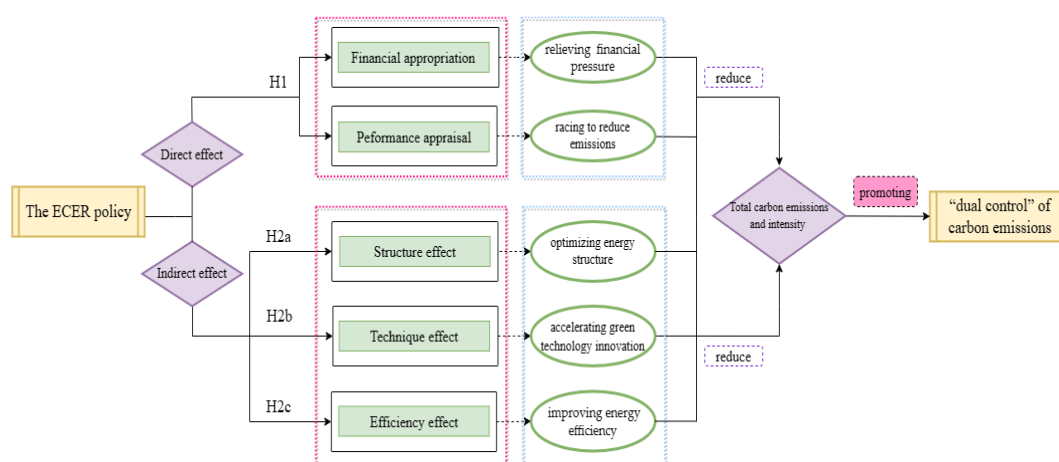 The ECER policy
Direct effect
Indirect effect
H1
Financial appropriation
Peformance appraisal
relieving financial
pressure
racing to reduce
emissions
H2a
Structure effect
optimizing energy
structure
H2b
Technique effect
accelerating green
technology innovation
H2c
Efficiency effect
improving energy
efficiency
reduce
reduce
Total carbon emissions
and intensity
promoting
“dual control” of
carbon emissions